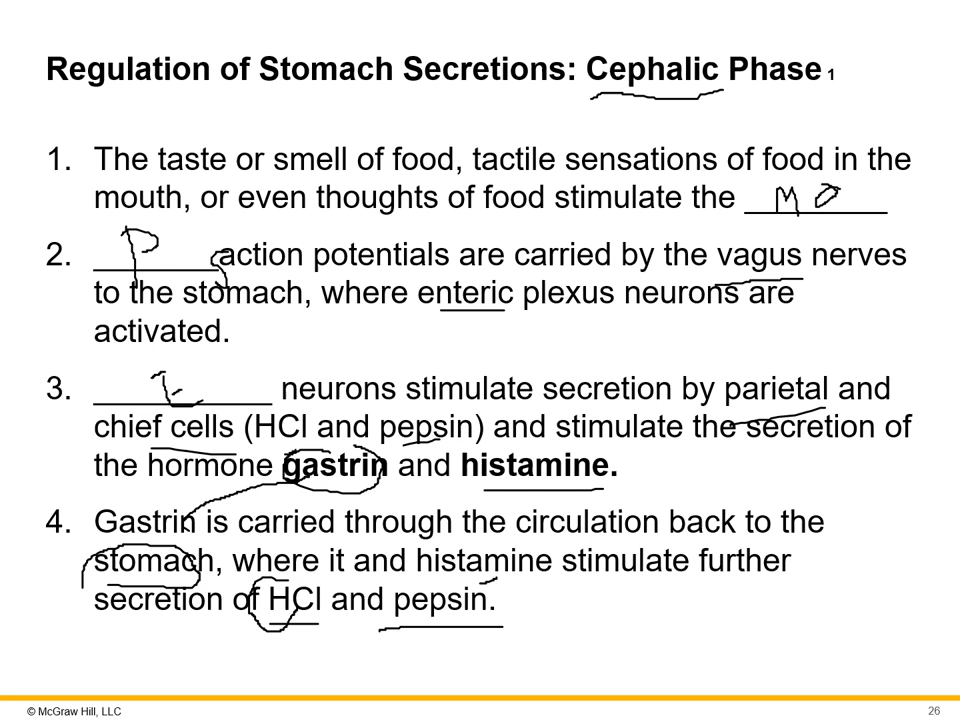 Regulation of Stomach Secretions: Cephalic Phase 1
1. The taste or smell of food, tactile sensations of food in the
mouth, or even thoughts of food stimulate the ________ M O
2. _______ P action potentials are carried by the vagus nerves
to the stomach, where enteric plexus neurons are
activated.
3. __________ neurons stimulate secretion by parietal and
chief cells (HCl and pepsin) and stimulate the secretion of
the hormone gastrin and histamine.
4. Gastrin is carried through the circulation back to the
stomach, where it and histamine stimulate further
secretion of HCl and pepsin.
© McGraw Hill, LLC
26